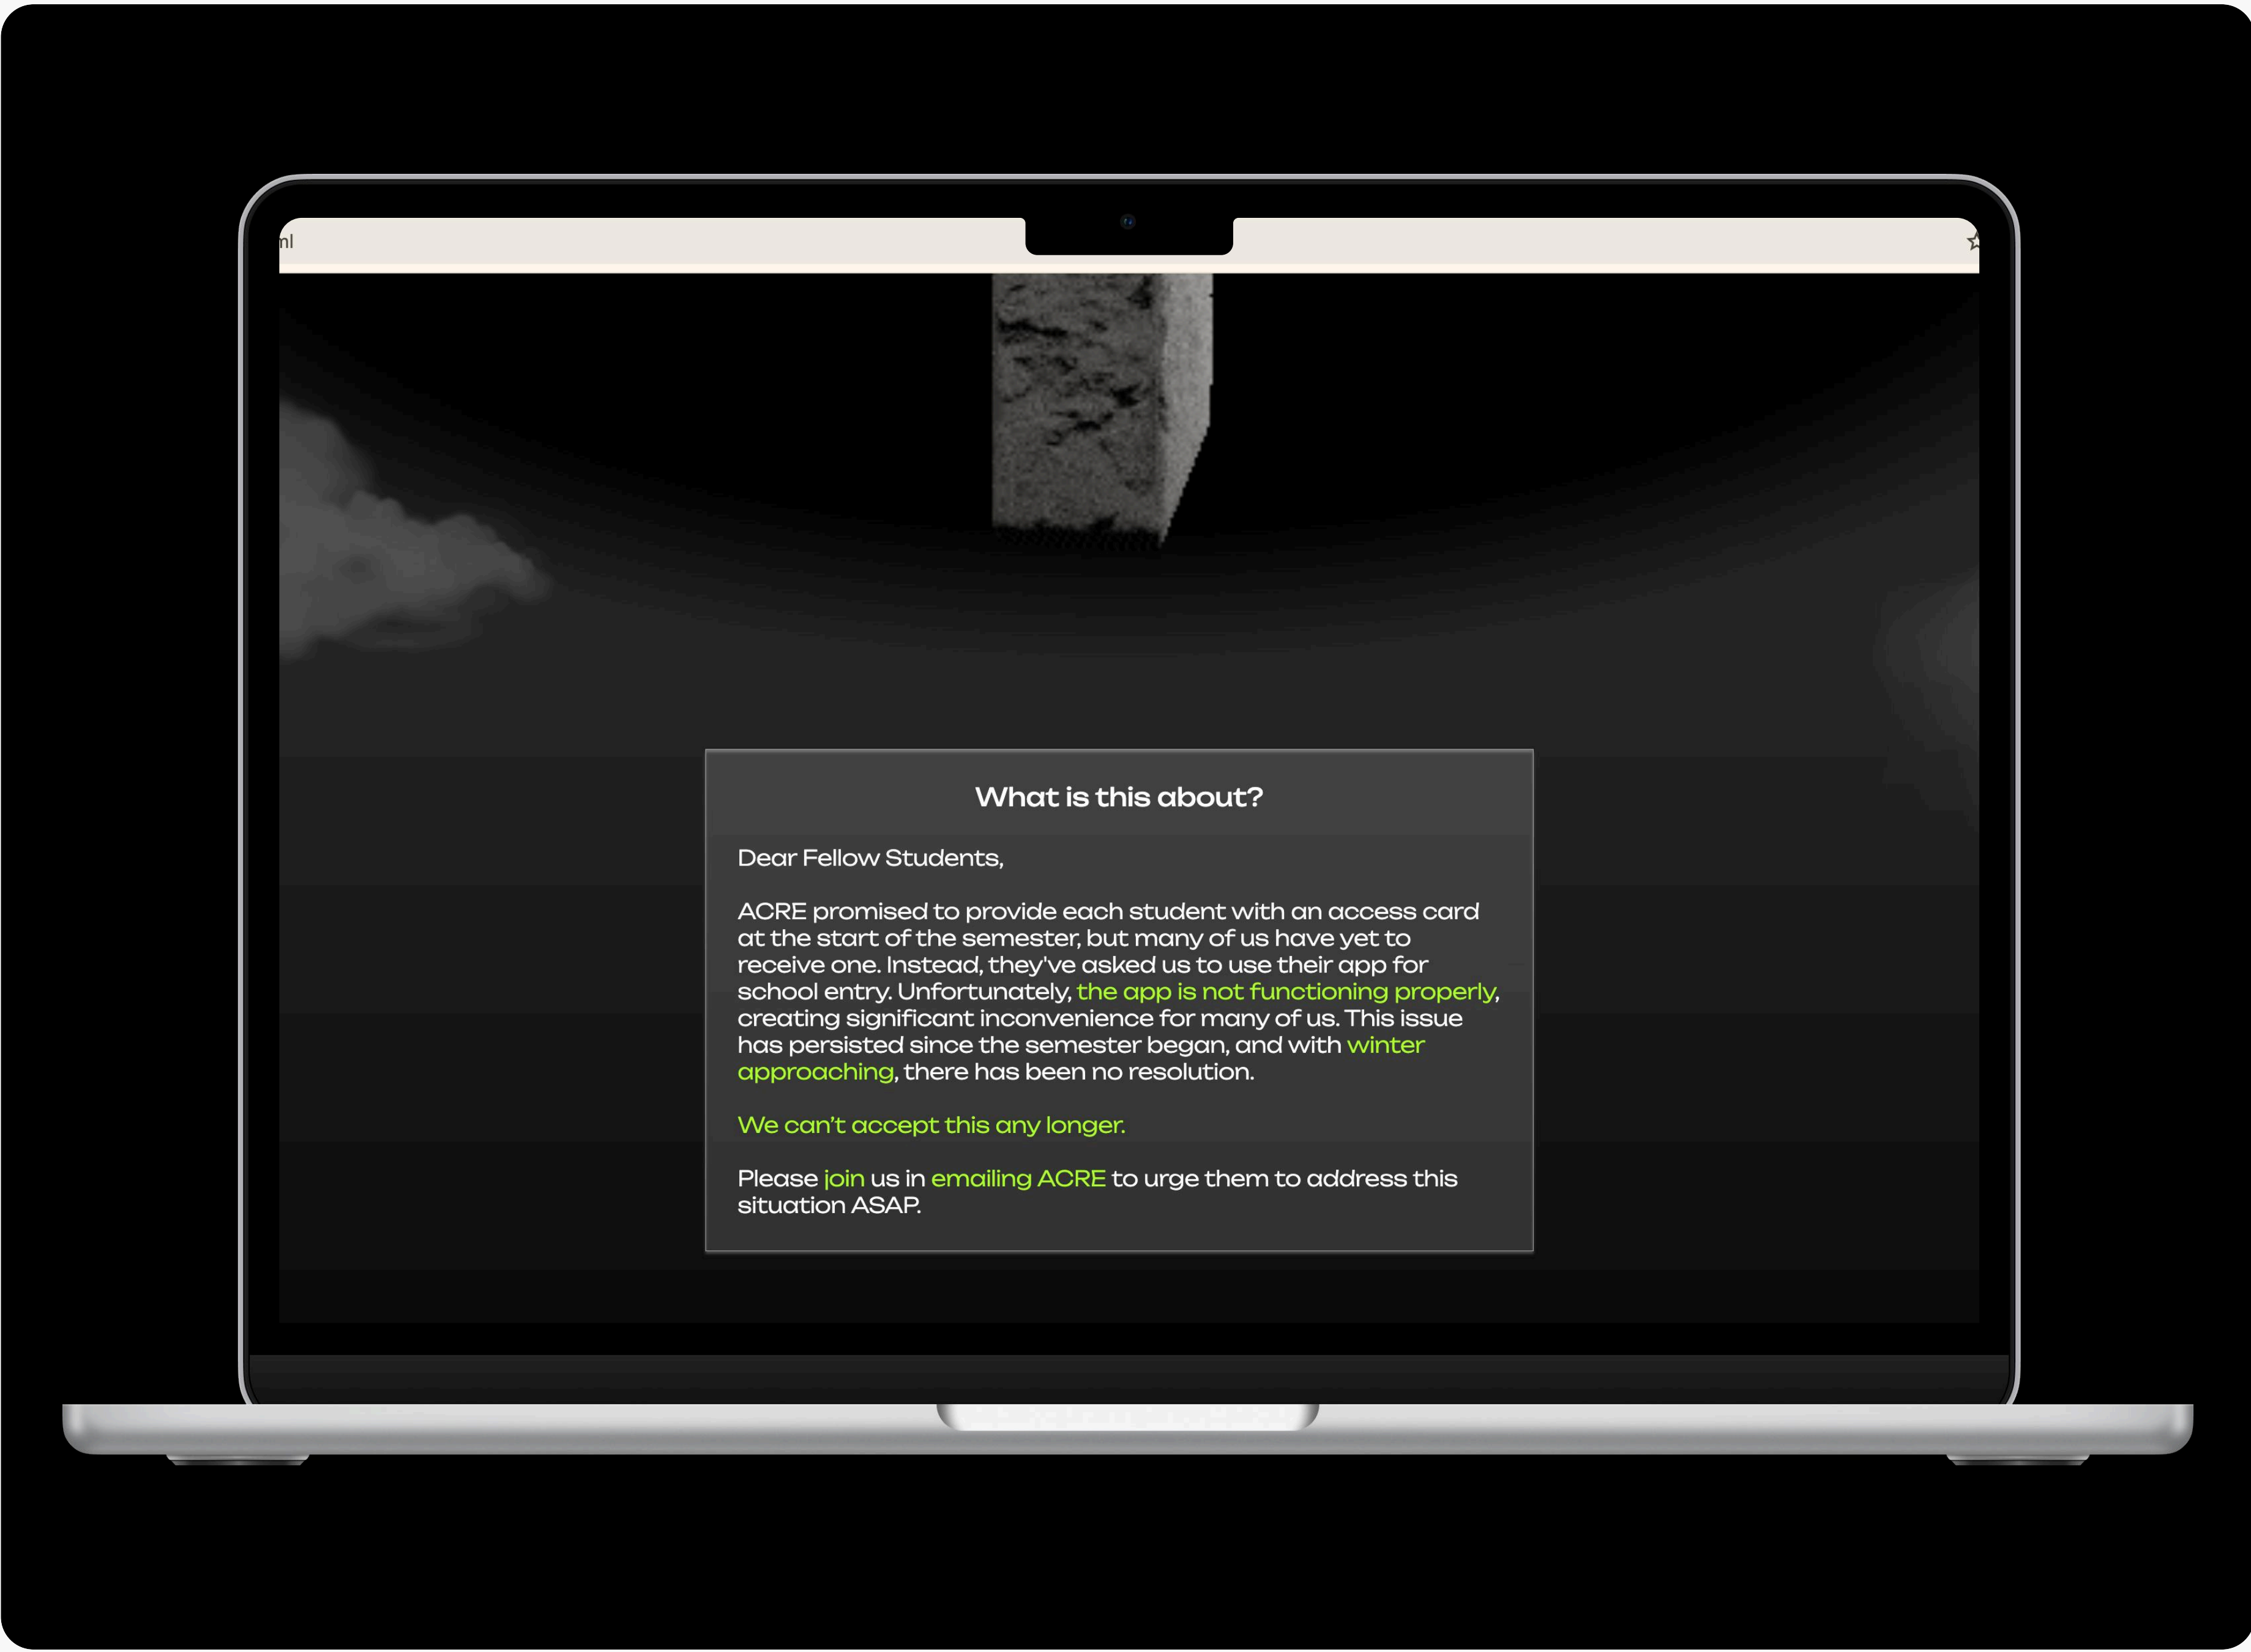 ml
What is this about?
Dear Fellow Students,
ACRE promised to provide each student with an access card
at the start of the semester, but many of us have yet to
receive one. Instead, they've asked us to use their app for
school entry. Unfortunately, the app is not functioning properly,
creating significant inconvenience for many of us. This issue
has persisted since the semester began, and with winter
approaching, there has been no resolution.
We can’t accept this any longer.
Please join us in emailing ACRE to urge them to address this
situation ASAP.